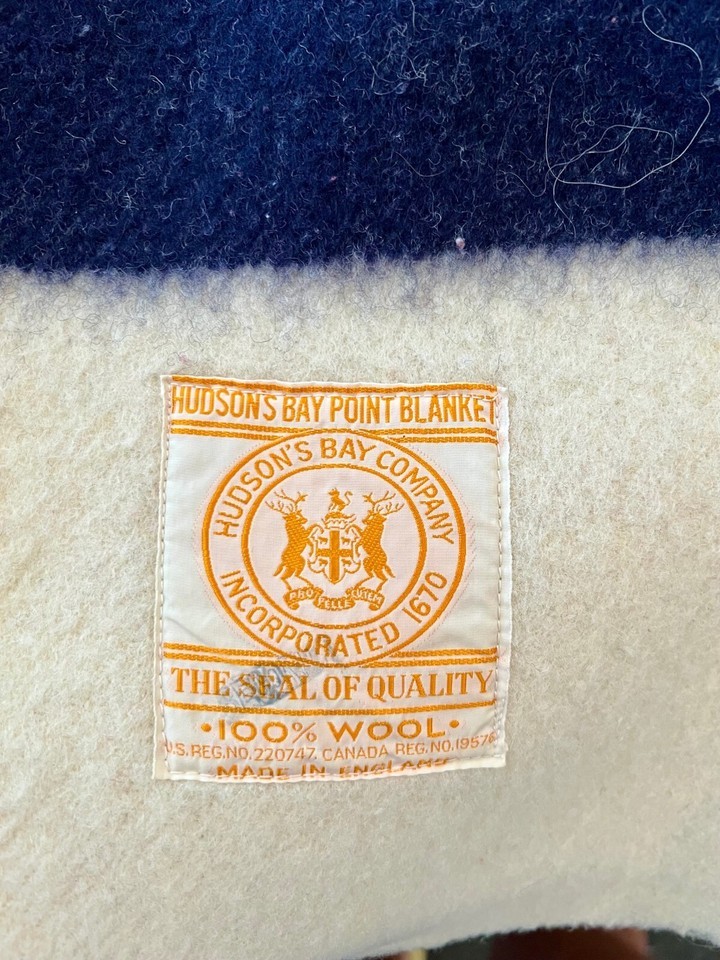 HUDSON'S BAY POINT BLANKET
HUDSON'S BAY COMPANY
INCORPORATED 1670
PRO PELLE CUTEM
THE SEAL OF QUALITY
•100% WOOL•
U.S. REG. NO. 220747. CANADA REG. NO. 19576
MADE IN ENGLAND